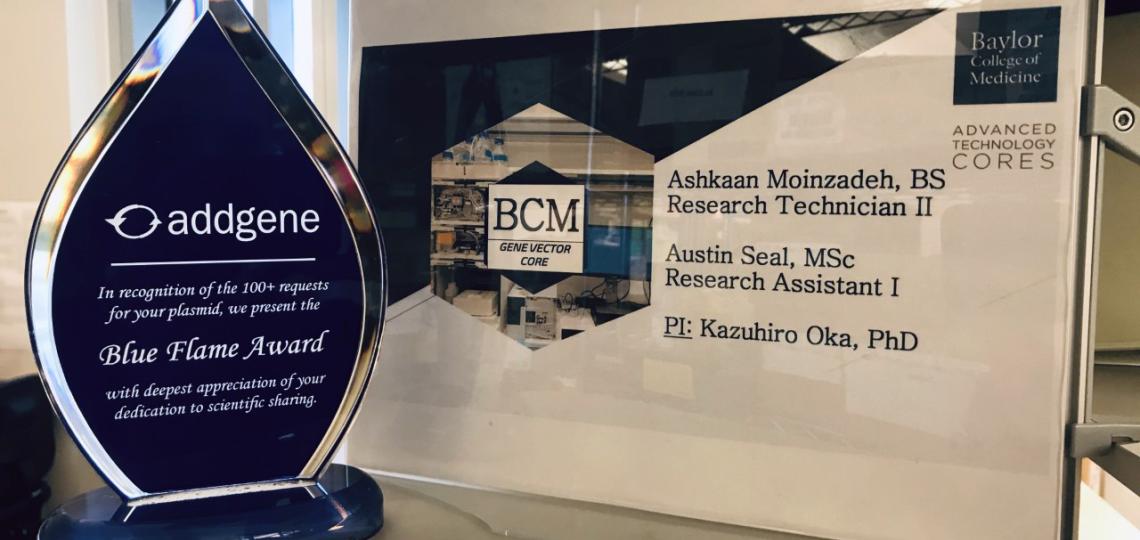 addgene
In recognition of the 100+ requests
for your plasmid, we present the
Blue Flame Award
with deepest appreciation of your
dedication to scientific sharing.
BCM
GENE VECTOR
CORE
Baylor
College of
Medicine
ADVANCED
TECHNOLOGY
CORES
Ashkaan Moinzadeh, BS
Research Technician II
Austin Seal, MSc
Research Assistant I
PI: Kazuhiro Oka, PhD